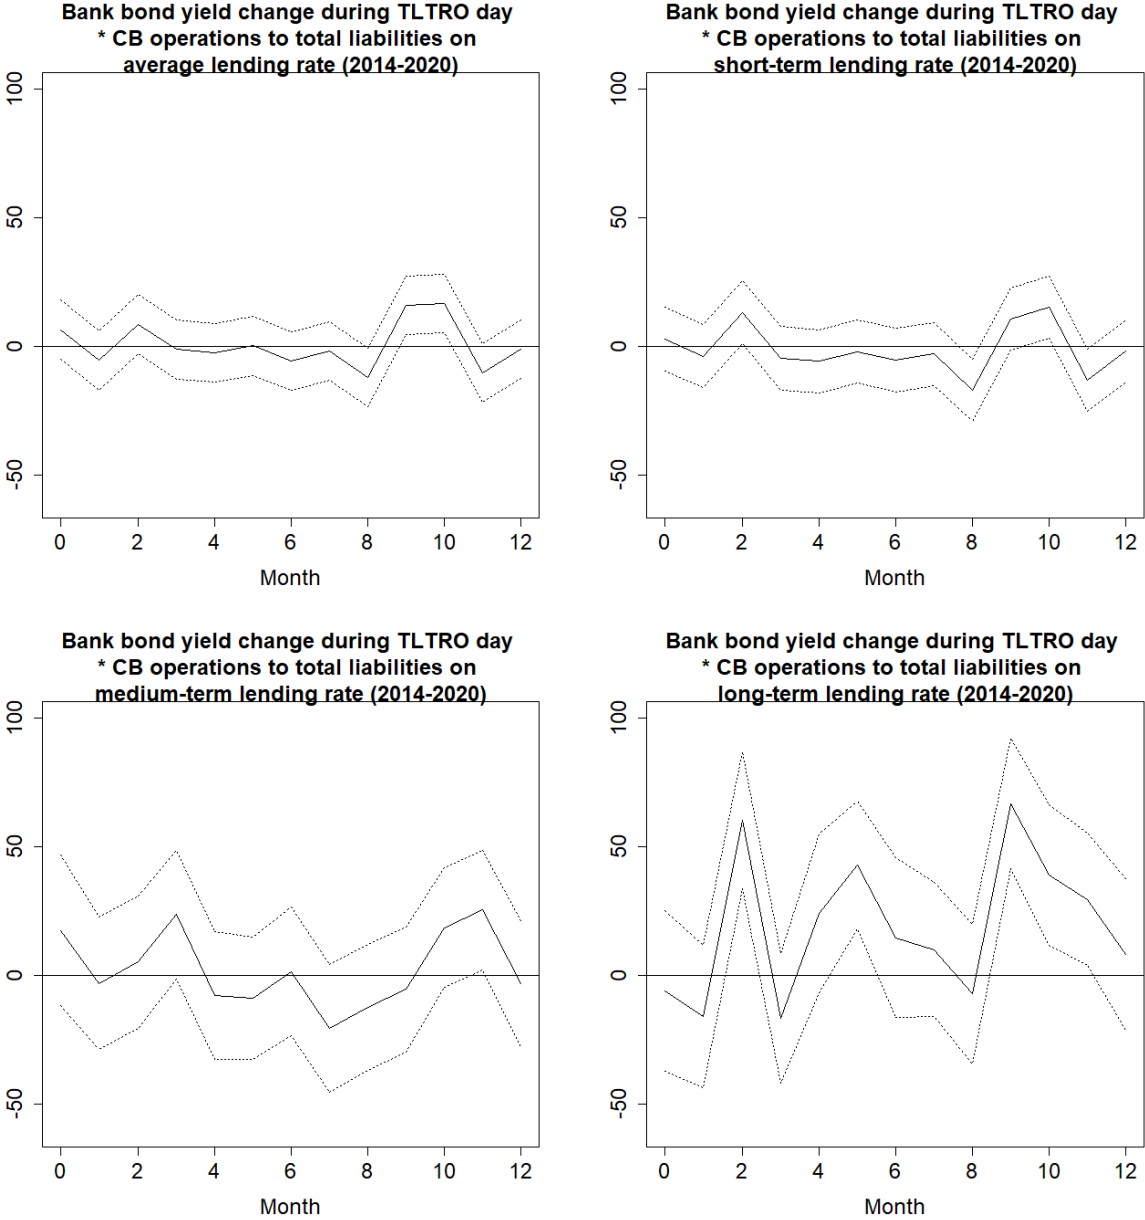 Bank bond yield change during TLTRO day
* CB operations to total liabilities on
average lending rate (2014-2020)
100
50
0
-50
0 2 4 6 8 10 12
Month
Bank bond yield change during TLTRO day
* CB operations to total liabilities on
short-term lending rate (2014-2020)
100
50
0
-50
0 2 4 6 8 10 12
Month
Bank bond yield change during TLTRO day
* CB operations to total liabilities on
medium-term lending rate (2014-2020)
100
50
0
-50
0 2 4 6 8 10 12
Month
Bank bond yield change during TLTRO day
* CB operations to total liabilities on
long-term lending rate (2014-2020)
100
50
0
-50
0 2 4 6 8 10 12
Month